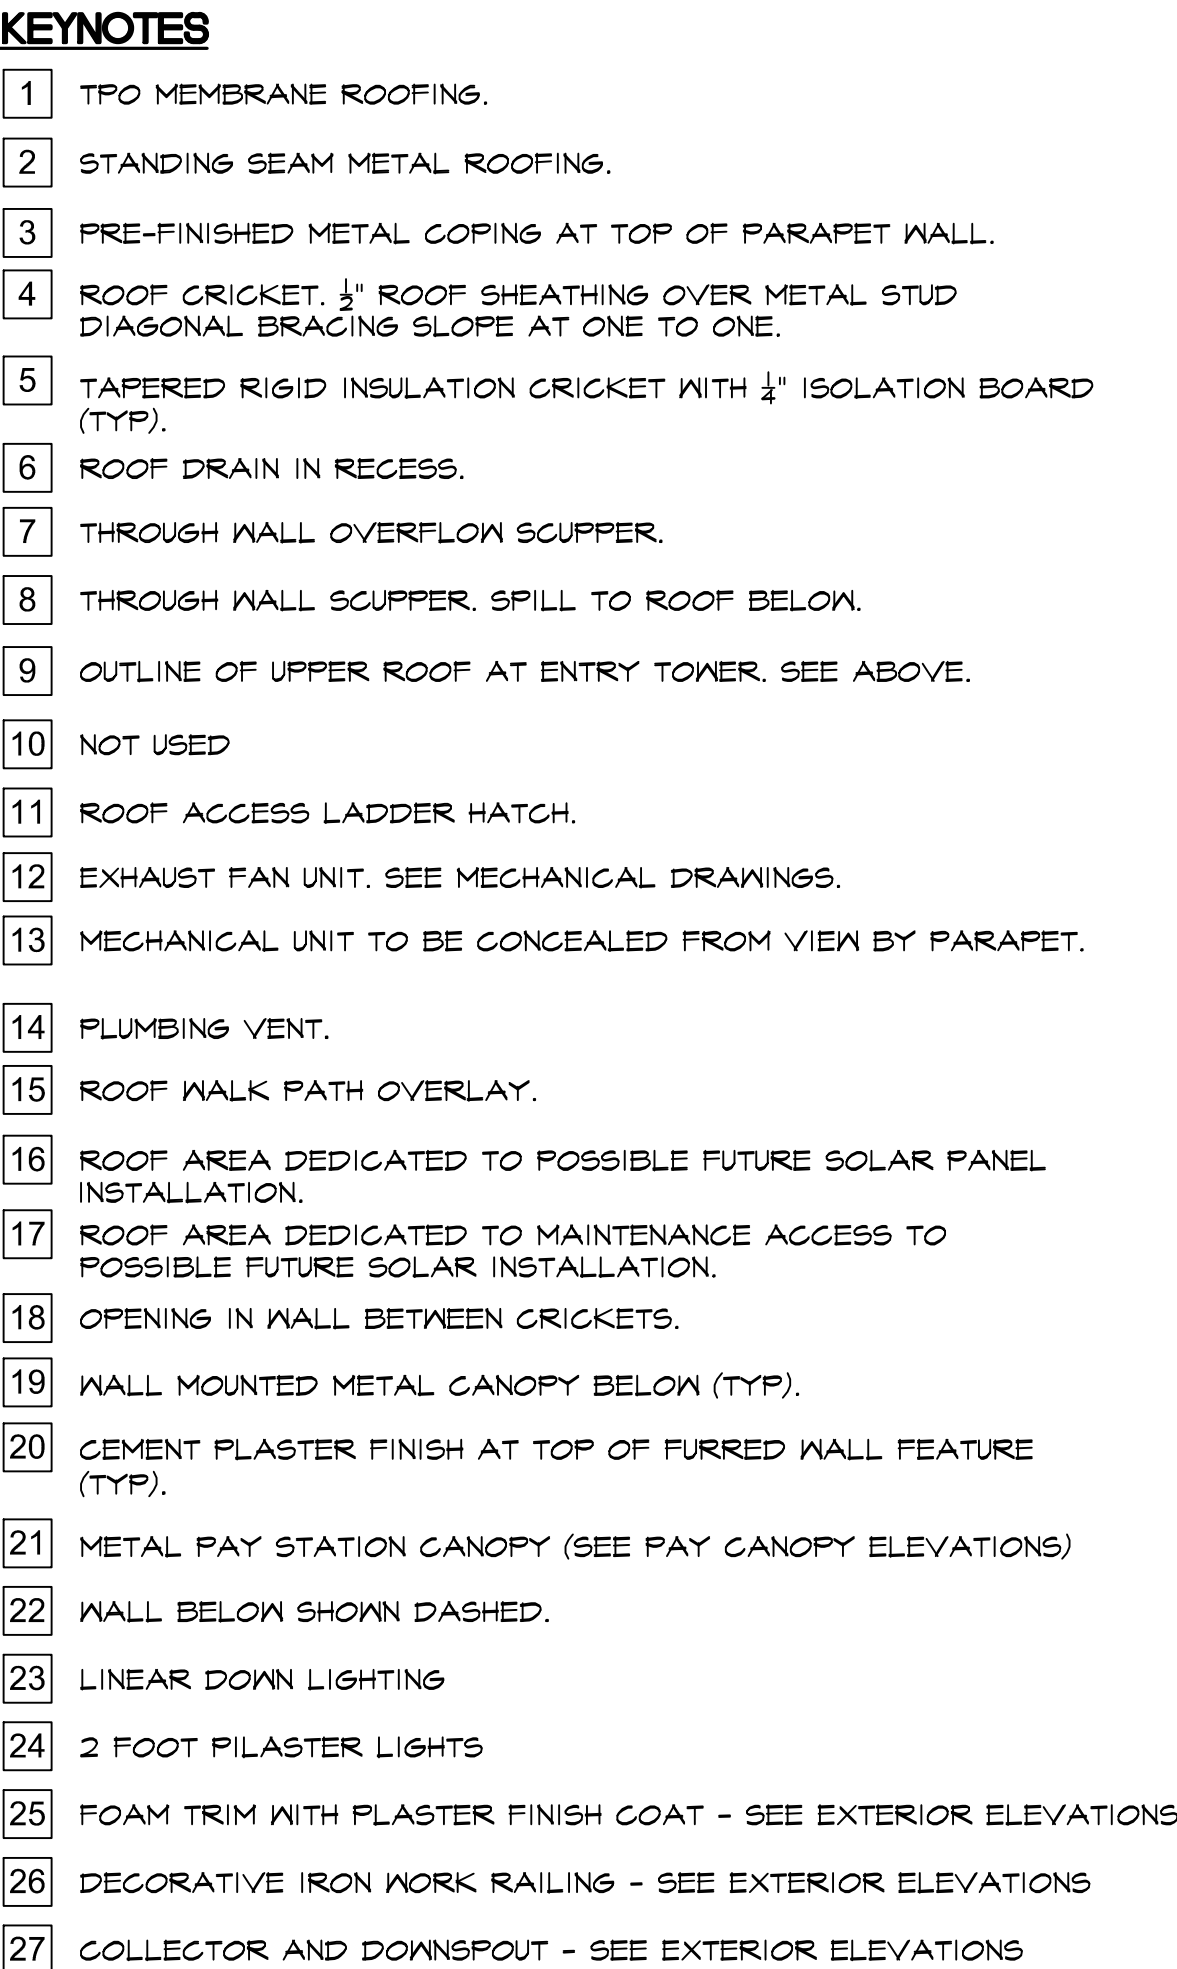 KEYNOTES
1 TPO MEMBRANE ROOFING.
2 STANDING SEAM METAL ROOFING.
3 PRE-FINISHED METAL COPING AT TOP OF PARAPET WALL.
4 ROOF CRICKET. 1/2" ROOF SHEATHING OVER METAL STUD
DIAGONAL BRACING SLOPE AT ONE TO ONE.
5 TAPERED RIGID INSULATION CRICKET WITH 1/4" ISOLATION BOARD
(TYP).
6 ROOF DRAIN IN RECESS.
7 THROUGH WALL OVERFLOW SCUPPER.
8 THROUGH WALL SCUPPER. SPILL TO ROOF BELOW.
9 OUTLINE OF UPPER ROOF AT ENTRY TOWER. SEE ABOVE.
10 NOT USED
11 ROOF ACCESS LADDER HATCH.
12 EXHAUST FAN UNIT. SEE MECHANICAL DRAWINGS.
13 MECHANICAL UNIT TO BE CONCEALED FROM VIEW BY PARAPET.
14 PLUMBING VENT.
15 ROOF WALK PATH OVERLAY.
16 ROOF AREA DEDICATED TO POSSIBLE FUTURE SOLAR PANEL
INSTALLATION.
17 ROOF AREA DEDICATED TO MAINTENANCE ACCESS TO
POSSIBLE FUTURE SOLAR INSTALLATION.
18 OPENING IN WALL BETWEEN CRICKETS.
19 WALL MOUNTED METAL CANOPY BELOW (TYP).
20 CEMENT PLASTER FINISH AT TOP OF FURRED WALL FEATURE
(TYP).
21 METAL PAY STATION CANOPY (SEE PAY CANOPY ELEVATIONS)
22 WALL BELOW SHOWN DASHED.
23 LINEAR DOWN LIGHTING
24 2 FOOT PILASTER LIGHTS
25 FOAM TRIM WITH PLASTER FINISH COAT - SEE EXTERIOR ELEVATIONS
26 DECORATIVE IRON WORK RAILING - SEE EXTERIOR ELEVATIONS
27 COLLECTOR AND DOWNSPOUT - SEE EXTERIOR ELEVATIONS